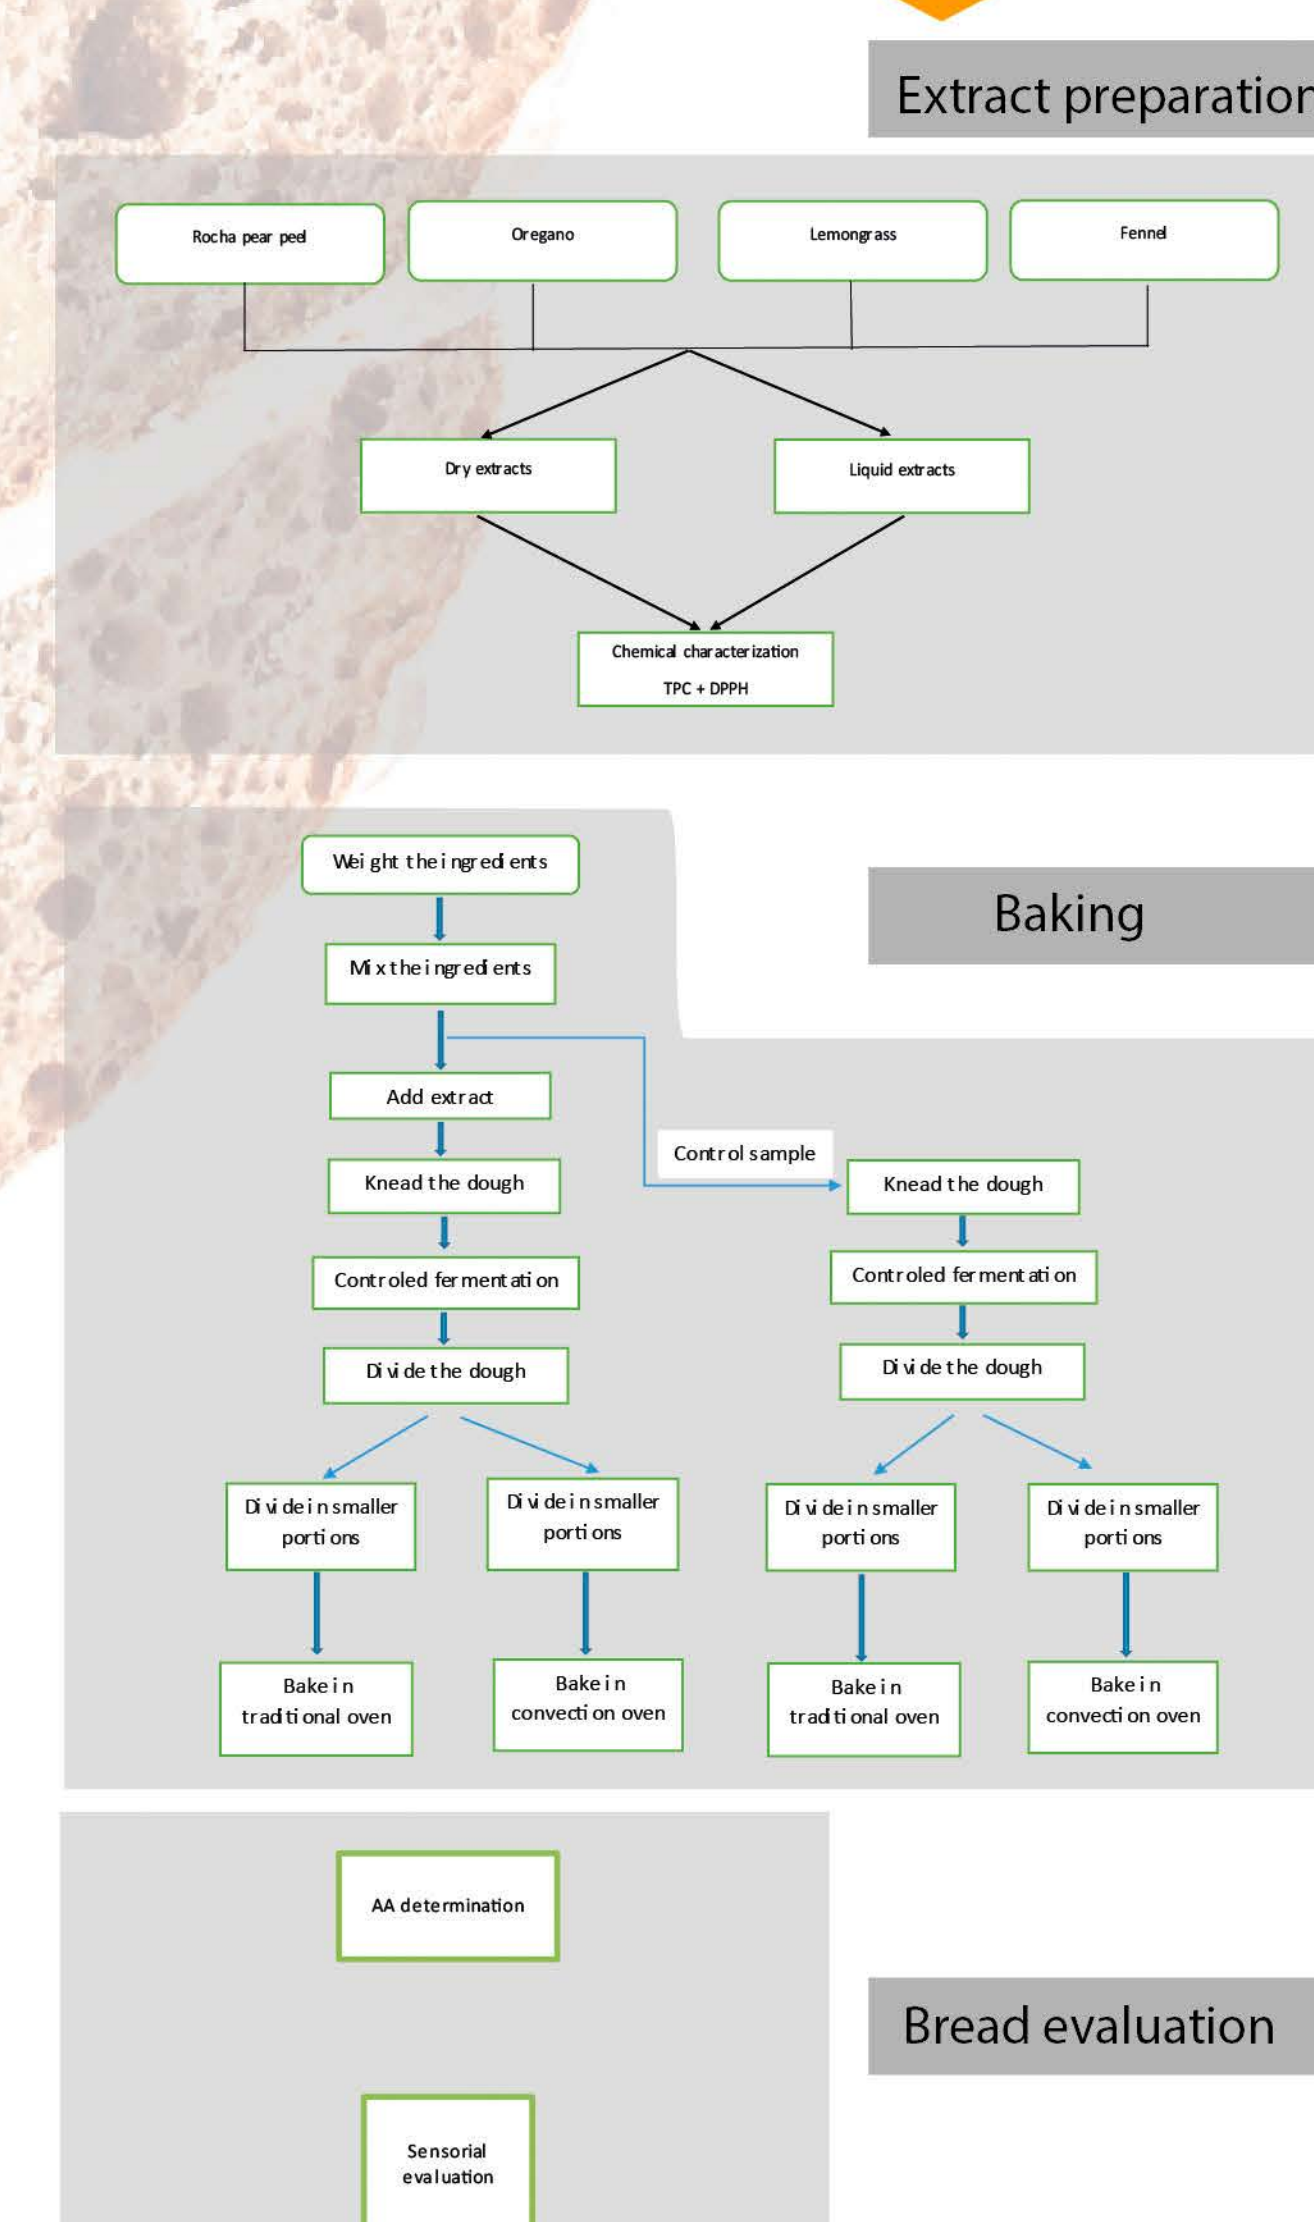 Extract preparation
Rocha pear peel
Oregano
Lemongrass
Fennel
Dry extracts
Liquid extracts
Chemical characterization
TPC + DPPH
Weight the ingredients
Baking
Mix the ingredients
Add extract
Control sample
Knead the dough
Knead the dough
Controled fermentation
Controled fermentation
Divide the dough
Divide the dough
Divide in smaller
portions
Divide in smaller
portions
Divide in smaller
portions
Divide in smaller
portions
Bake in
traditional oven
Bake in
convection oven
Bake in
traditional oven
Bake in
convection oven
AA determination
Bread evaluation
Sensorial
evaluation